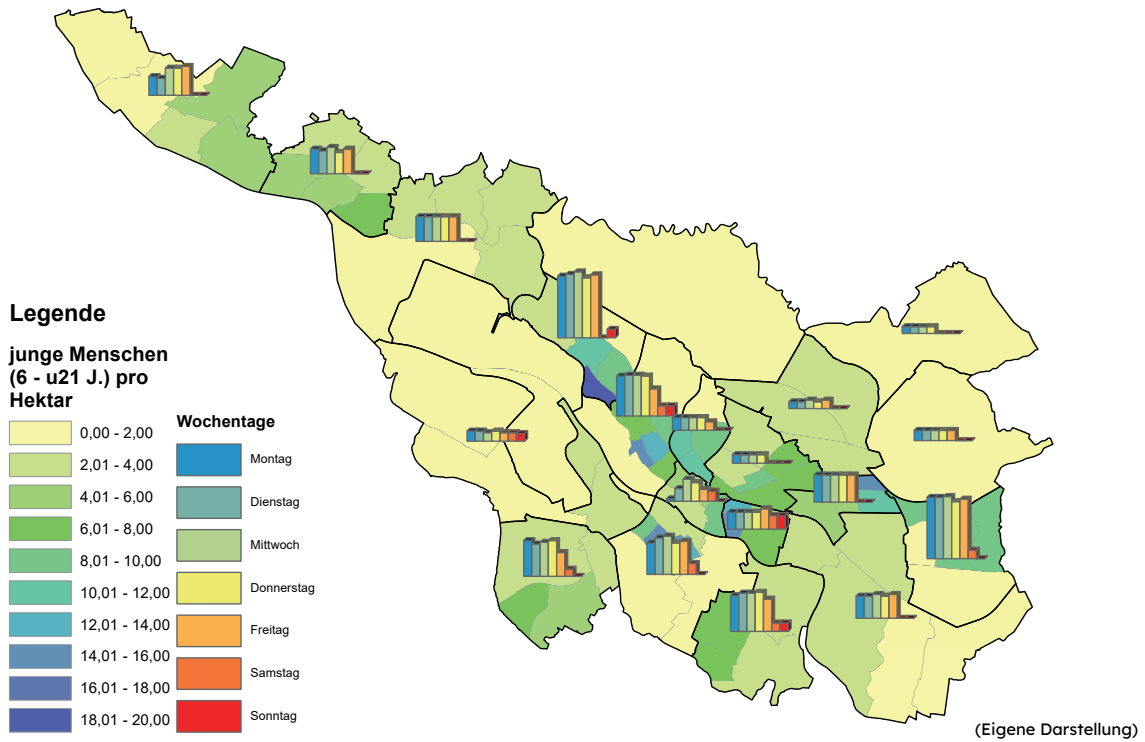 Legende
junge Menschen
(6 - u21 J.) pro
Hektar
0,00 - 2,00
2,01 - 4,00
4,01 - 6,00
6,01 - 8,00
8,01 - 10,00
10,01 - 12,00
12,01 - 14,00
14,01 - 16,00
16,01 - 18,00
18,01 - 20,00
Wochentage
Montag
Dienstag
Mittwoch
Donnerstag
Freitag
Samstag
Sonntag
(Eigene Darstellung)